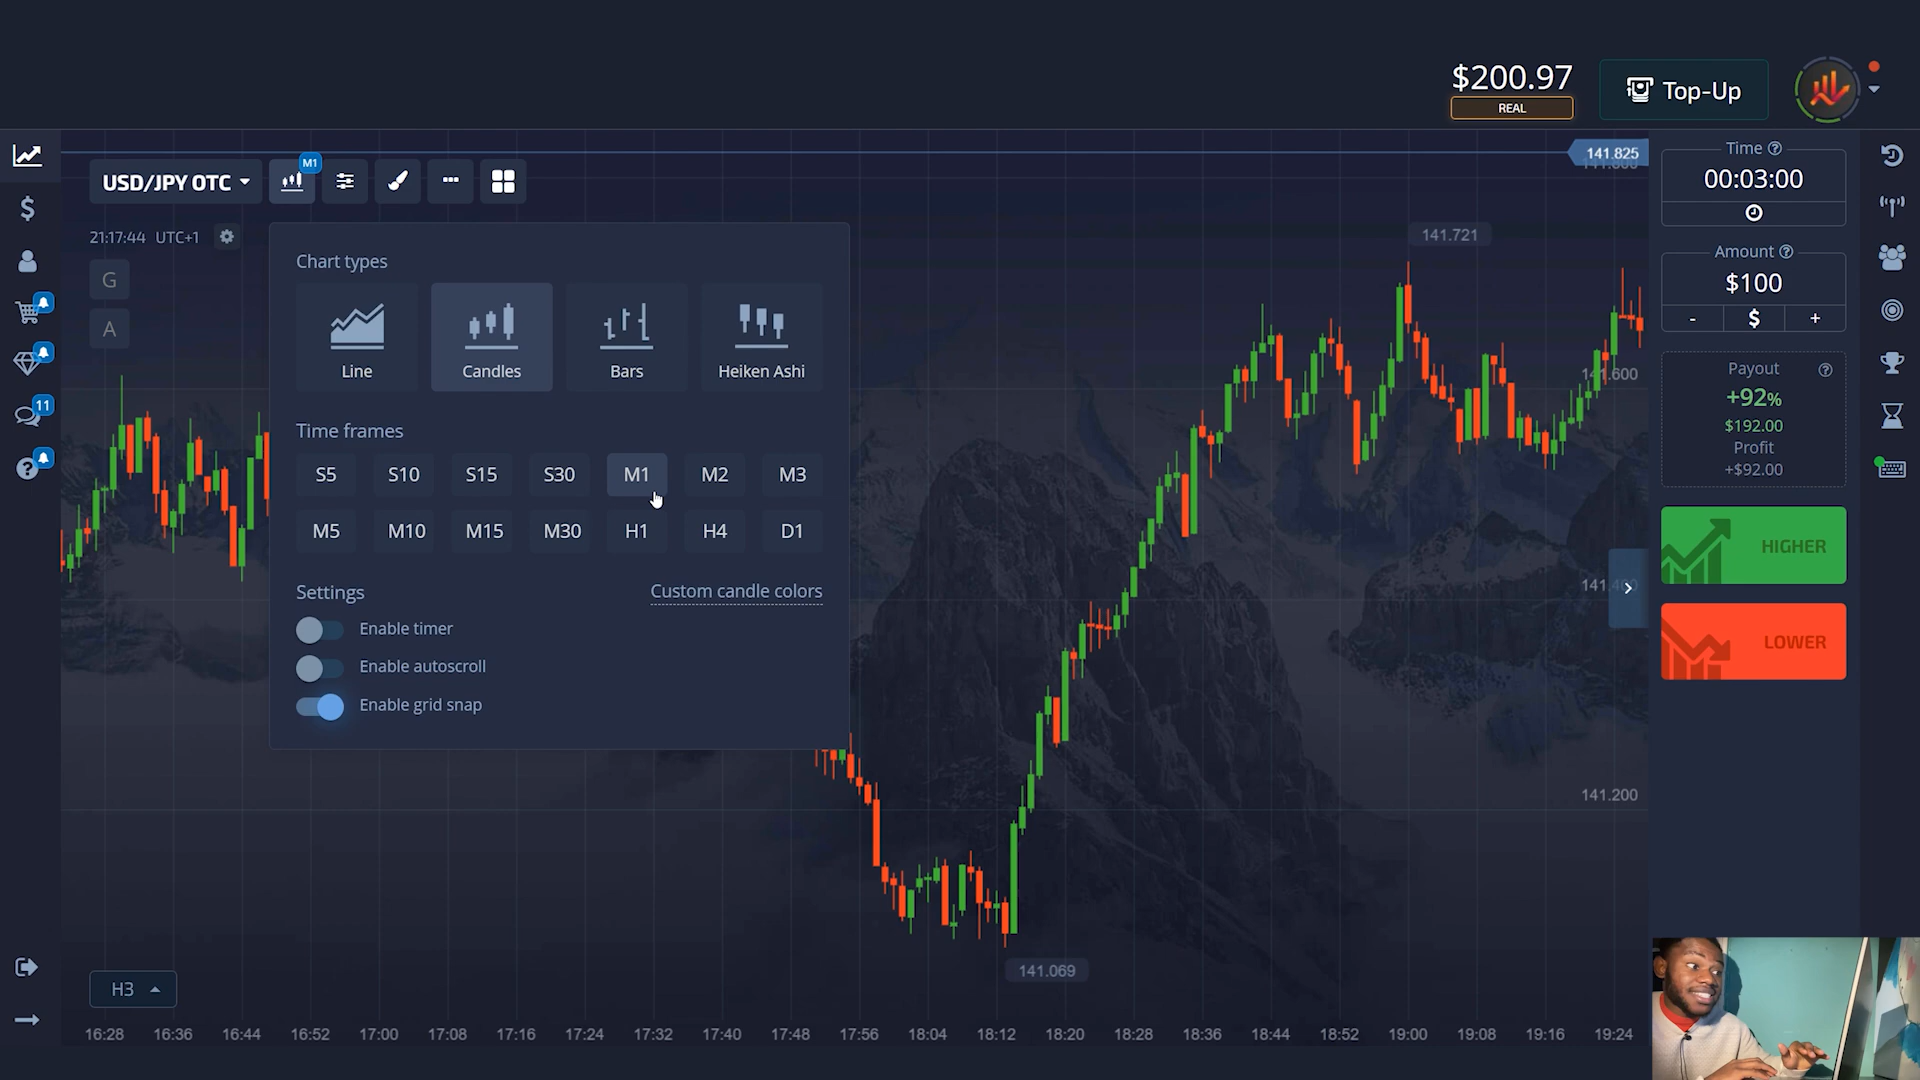 $200.97
REAL
Top-Up
USD/JPY OTC
M1
141.825
Time
00:03:00
21:17:44 UTC+1
G
A
Chart types
Line
Candles
Bars
Heiken Ashi
141.721
Amount
$100
- $ +
Time frames
S5 S10 S15 S30 M1 M2 M3
M5 M10 M15 M30 H1 H4 D1
Settings
Custom candle colors
Enable timer
Enable autoscroll
Enable grid snap
11
141.600
Payout
+92%
$192.00
Profit
+$92.00
HIGHER
LOWER
141.200
141.069
H3
16:28 16:36 16:44 16:52 17:00 17:08 17:16 17:24 17:32 17:40 17:48 17:56 18:04 18:12 18:20 18:28 18:36 18:44 18:52 19:00 19:08 19:16 19:24